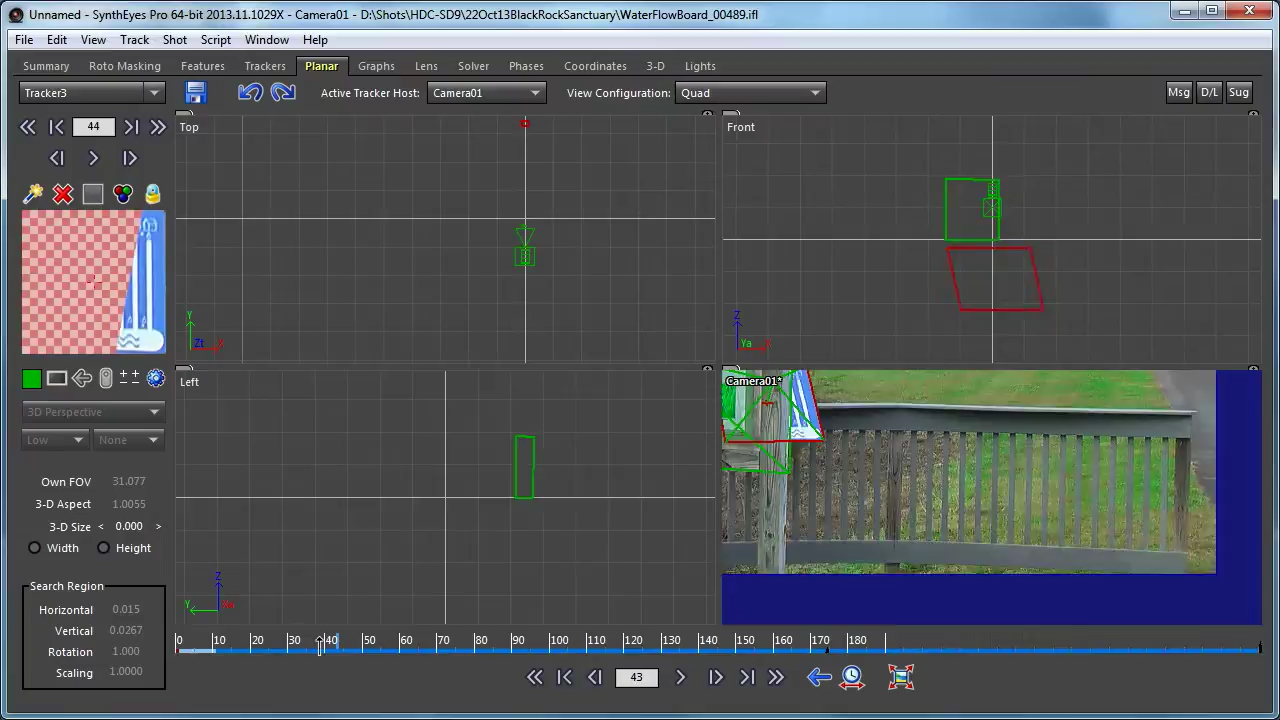 Unnamed - SynthEyes Pro 64-bit 2013.11.1029X - Camera01 - D:\Shots\HDC-SD9\22Oct13BlackRockSanctuary\WaterFlowBoard_00489.ifl
File Edit View Track Shot Script Window Help
Summary Roto Masking Features Trackers Planar Graphs Lens Solver Phases Coordinates 3-D Lights
Tracker3 Active Tracker Host: Camera01 View Configuration: Quad Msg D/L Sug
44
Top
Front
Y
Zt X
Z
Ya X
Left
Camera01*
3D Perspective
Low None
Own FOV 31.077
3-D Aspect 1.0055
3-D Size < 0.000 >
Width Height
Search Region
Horizontal 0.015
Vertical 0.0267
Rotation 1.000
Scaling 1.0000
Z
Y Xa
0 10 20 30 40 50 60 70 80 90 100 110 120 130 140 150 160 170 180
43